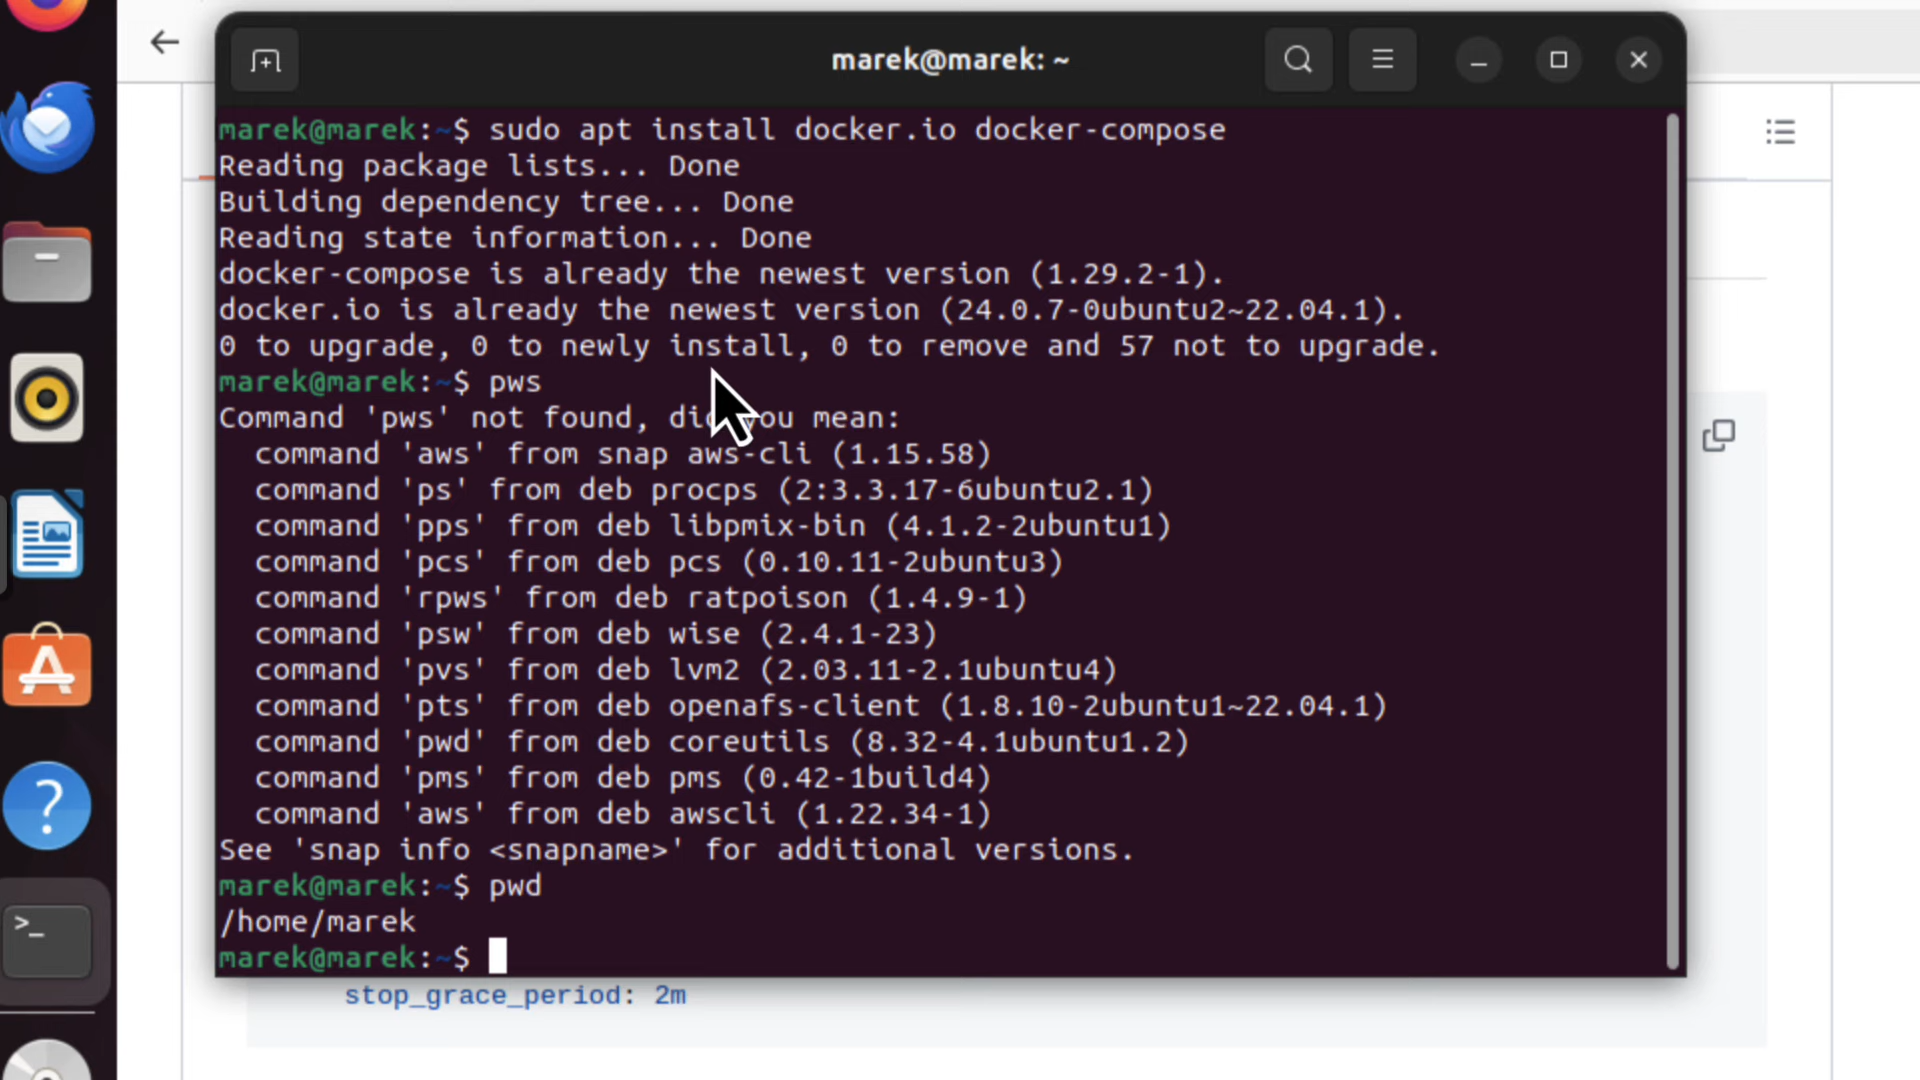 marek@marek: ~
marek@marek:~$ sudo apt install docker.io docker-compose
Reading package lists... Done
Building dependency tree... Done
Reading state information... Done
docker-compose is already the newest version (1.29.2-1).
docker.io is already the newest version (24.0.7-0ubuntu2~22.04.1).
0 to upgrade, 0 to newly install, 0 to remove and 57 not to upgrade.
marek@marek:~$ pws
Command 'pws' not found, did you mean:
  command 'aws' from snap aws-cli (1.15.58)
  command 'ps' from deb procps (2:3.3.17-6ubuntu2.1)
  command 'pps' from deb libpmix-bin (4.1.2-2ubuntu1)
  command 'pcs' from deb pcs (0.10.11-2ubuntu3)
  command 'rpws' from deb ratpoison (1.4.9-1)
  command 'psw' from deb wise (2.4.1-23)
  command 'pvs' from deb lvm2 (2.03.11-2.1ubuntu4)
  command 'pts' from deb openafs-client (1.8.10-2ubuntu1~22.04.1)
  command 'pwd' from deb coreutils (8.32-4.1ubuntu1.2)
  command 'pms' from deb pms (0.42-1build4)
  command 'aws' from deb awscli (1.22.34-1)
See 'snap info <snapname>' for additional versions.
marek@marek:~$ pwd
/home/marek
marek@marek:~$
stop_grace_period: 2m